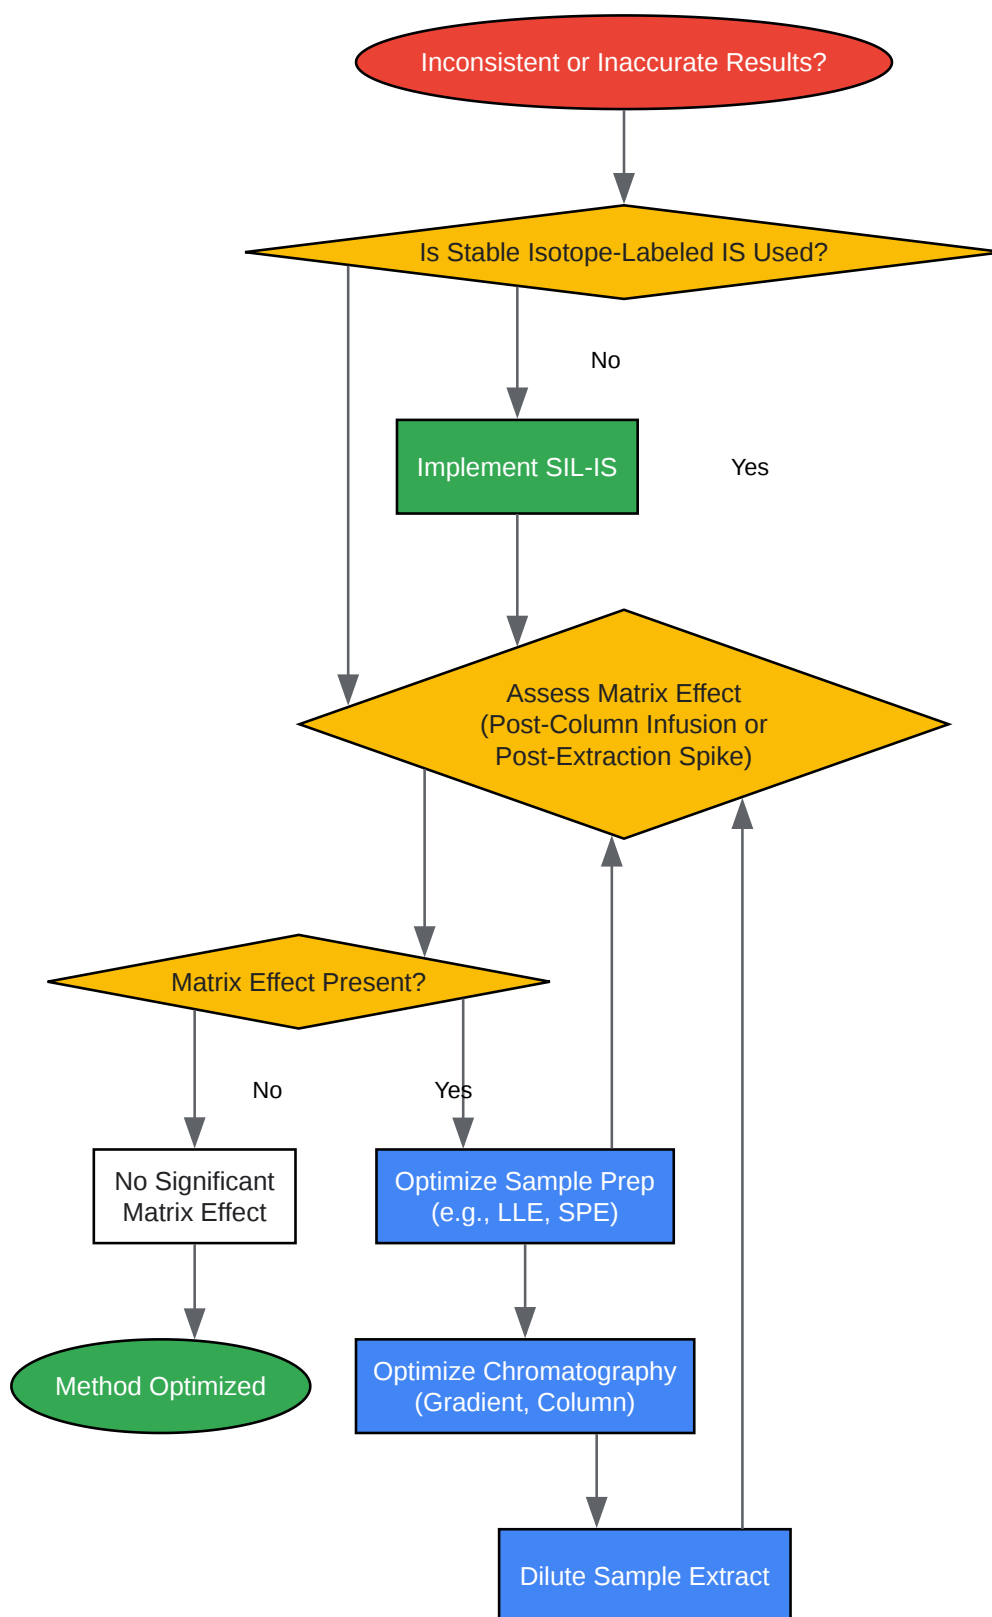 Inconsistent or Inaccurate Results?
Is Stable Isotope-Labeled IS Used?
No
Implement SIL-IS
Yes
Assess Matrix Effect
(Post-Column Infusion or
Post-Extraction Spike)
Matrix Effect Present?
No
Yes
No Significant
Matrix Effect
Optimize Sample Prep
(e.g., LLE, SPE)
Method Optimized
Optimize Chromatography
(Gradient, Column)
Dilute Sample Extract